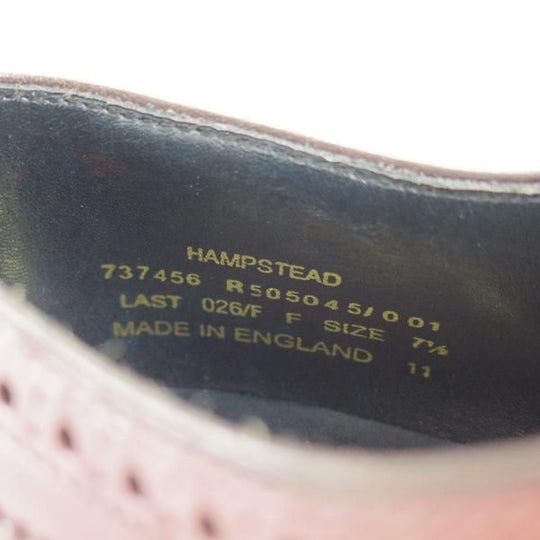 HAMPSTEAD
737456 R505045/001
LAST 026/F F SIZE 7½
MADE IN ENGLAND 11